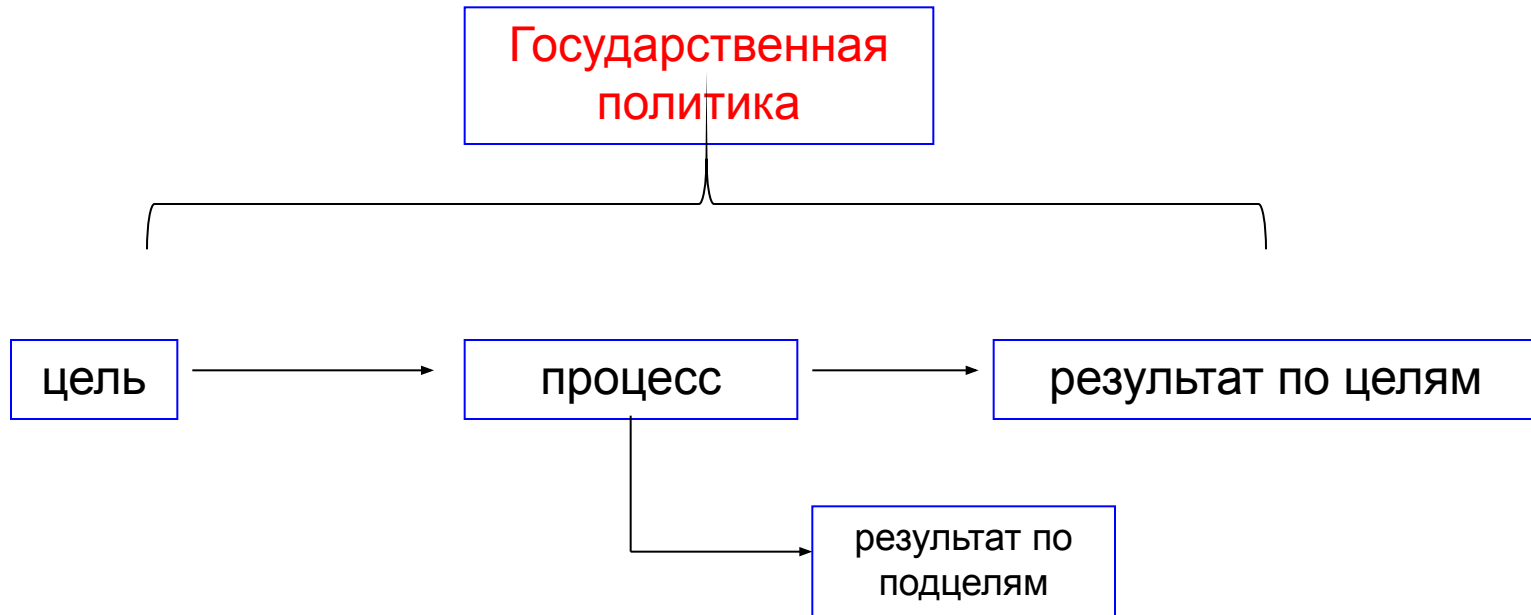 Государственная
политика
цель
процесс
результат по целям
результат по
подцелям